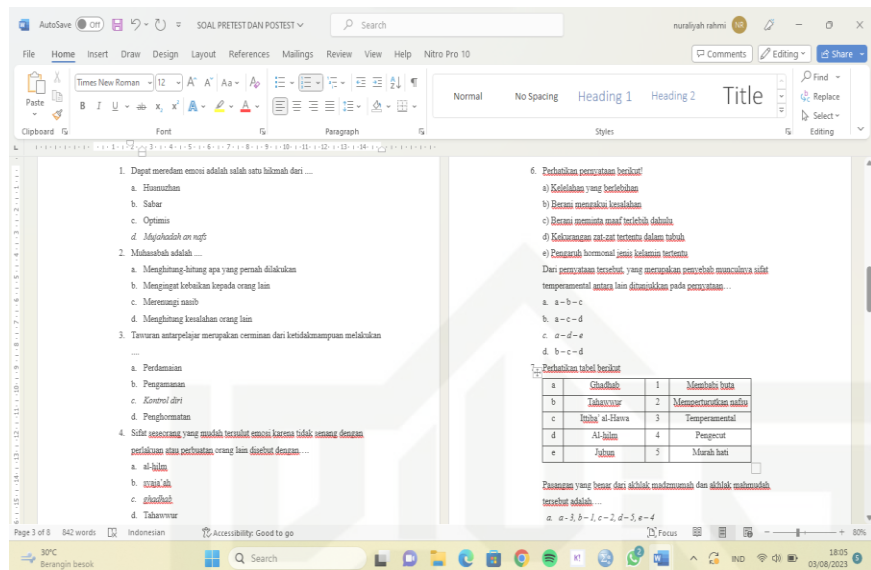 AutoSave Off SOAL PRETEST DAN POSTEST Search nuraliyah rahmi NR
File Home Insert Draw Design Layout References Mailings Review View Help Nitro Pro 10 Comments Editing Share
Paste
Clipboard
Times New Roman 12
Font
Paragraph
Normal No Spacing Heading 1 Heading 2 Title
Styles
Find
Replace
Select
Editing
1. Dapat meredam emosi adalah salah satu hikmah dari ....
a. Husnuzhan
b. Sabar
c. Optimis
d. Mujahadah an nafs
2. Muhasabah adalah ....
a. Menghitung-hitung apa yang pernah dilakukan
b. Mengingat kebaikan kepada orang lain
c. Merenungi nasib
d. Menghitung kesalahan orang lain
3. Tawuran antarpelajar merupakan cerminan dari ketidakmampuan melakukan
....
a. Perdamaian
b. Pengamanan
c. Kontrol diri
d. Penghormatan
4. Sifat seseorang yang mudah tersulut emosi karena tidak senang dengan
perlakuan atau perbuatan orang lain disebut dengan….
a. al-hilm
b. syaja’ah
c. ghadhab
d. Tahawwur
6. Perhatikan pernyataan berikut!
a) Kelelahan yang berlebihan
b) Berani mengakui kesalahan
c) Berani meminta maaf terlebih dahulu
d) Kekurangan zat-zat tertentu dalam tubuh
e) Pengaruh hormonal jenis kelamin tertentu
Dari pernyataan tersebut, yang merupakan penyebab munculnya sifat
temperamental antara lain ditunjukkan pada pernyataan…
a. a – b – c
b. a – c – d
c. a – d – e
d. b – c – d
7. Perhatikan tabel berikut
a Ghadhab 1 Membabi buta
b Tahawwur 2 Memperturutkan nafsu
c Ittiba’ al-Hawa 3 Temperamental
d Al-hilm 4 Pengecut
e Jubun 5 Murah hati
Pasangan yang benar dari akhlak madzmumah dan akhlak mahmudah
tersebut adalah….
a. a – 3, b – 1, c – 2, d – 5, e – 4
Page 3 of 8 842 words Indonesian Accessibility: Good to go Focus 80%
30°C
Berangin besok
Search
IND
18:05
03/08/2023